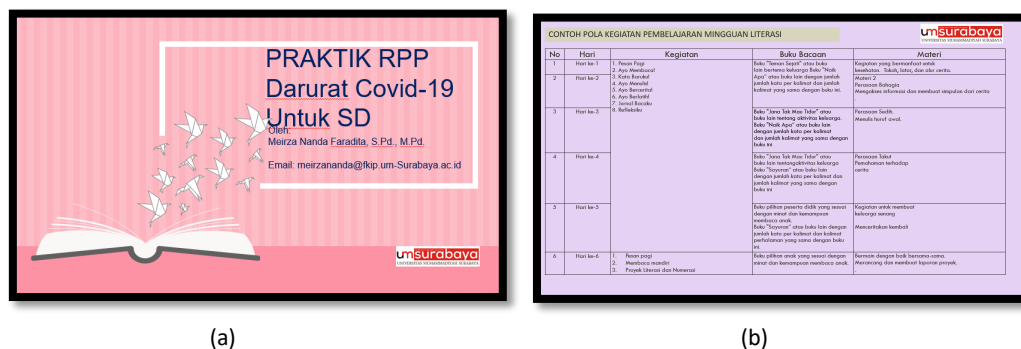 PRAKTIK RPP
Darurat Covid-19
Untuk SD
Oleh:
Meirza Nanda Faradita, S.Pd., M.Pd.
Email: meirzananda@fkip.um-Surabaya.ac.id
umsurabaya
UNIVERSITAS MUHAMMADIYAH SURABAYA
(a)
CONTOH POLA KEGIATAN PEMBELAJARAN MINGGUAN LITERASI
umsurabaya
UNIVERSITAS MUHAMMADIYAH SURABAYA
No Hari Kegiatan Buku Bacaan Materi
1 Hari ke-1
1. Pesan Pagi
2. Ayo Membaca!
3. Kata Baruku!
4. Ayo Menulis!
5. Ayo Bercerita!
6. Ayo Berlatih!
7. Jurnal Bacaku
8. Refleksiku
Buku "Teman Sejati" atau buku
lain bertema keluarga Buku "Naik
Apa" atau buku lain dengan jumlah
kata per kalimat dan jumlah
kalimat yang sama dengan buku ini.
Kegiatan yang bermanfaat untuk
kesehatan. Tokoh, latar, dan alur cerita.
2 Hari ke-2
Materi 2
Perasaan Bahagia
Mengakses informasi dan membuat simpulan dari cerita
3 Hari ke-3
Buku "Jana Tak Mau Tidur" atau
buku lain tentang aktivitas keluarga.
Buku "Naik Apa" atau buku lain
dengan jumlah kata per kalimat
dan jumlah kalimat yang sama dengan
buku ini
Perasaan Sedih.
Menulis huruf awal.
4 Hari ke-4
Buku "Jana Tak Mau Tidur" atau
buku lain tentangaktivitas keluarga
Buku "Sayuran" atau buku lain
dengan jumlah kata per kalimat dan
jumlah kalimat yang sama dengan
buku ini
Perasaan Takut
Pemahaman terhadap
cerita
5 Hari ke-5
Buku pilihan peserta didik yang sesuai
dengan minat dan kemampuan
membaca anak.
Buku "Sayuran" atau buku lain dengan
jumlah kata per kalimat dan kalimat
perhalaman yang sama dengan buku
ini.
Kegiatan untuk membuat
keluarga senang
Menceritakan kembali
6 Hari ke-6
1. Pesan pagi
2. Membaca mandiri
3. Proyek Literasi dan Numerasi
Buku pilihan anak yang sesuai dengan
minat dan kemampuan membaca anak.
Bermain dengan baik bersama-sama.
Merancang dan membuat laporan proyek.
(b)